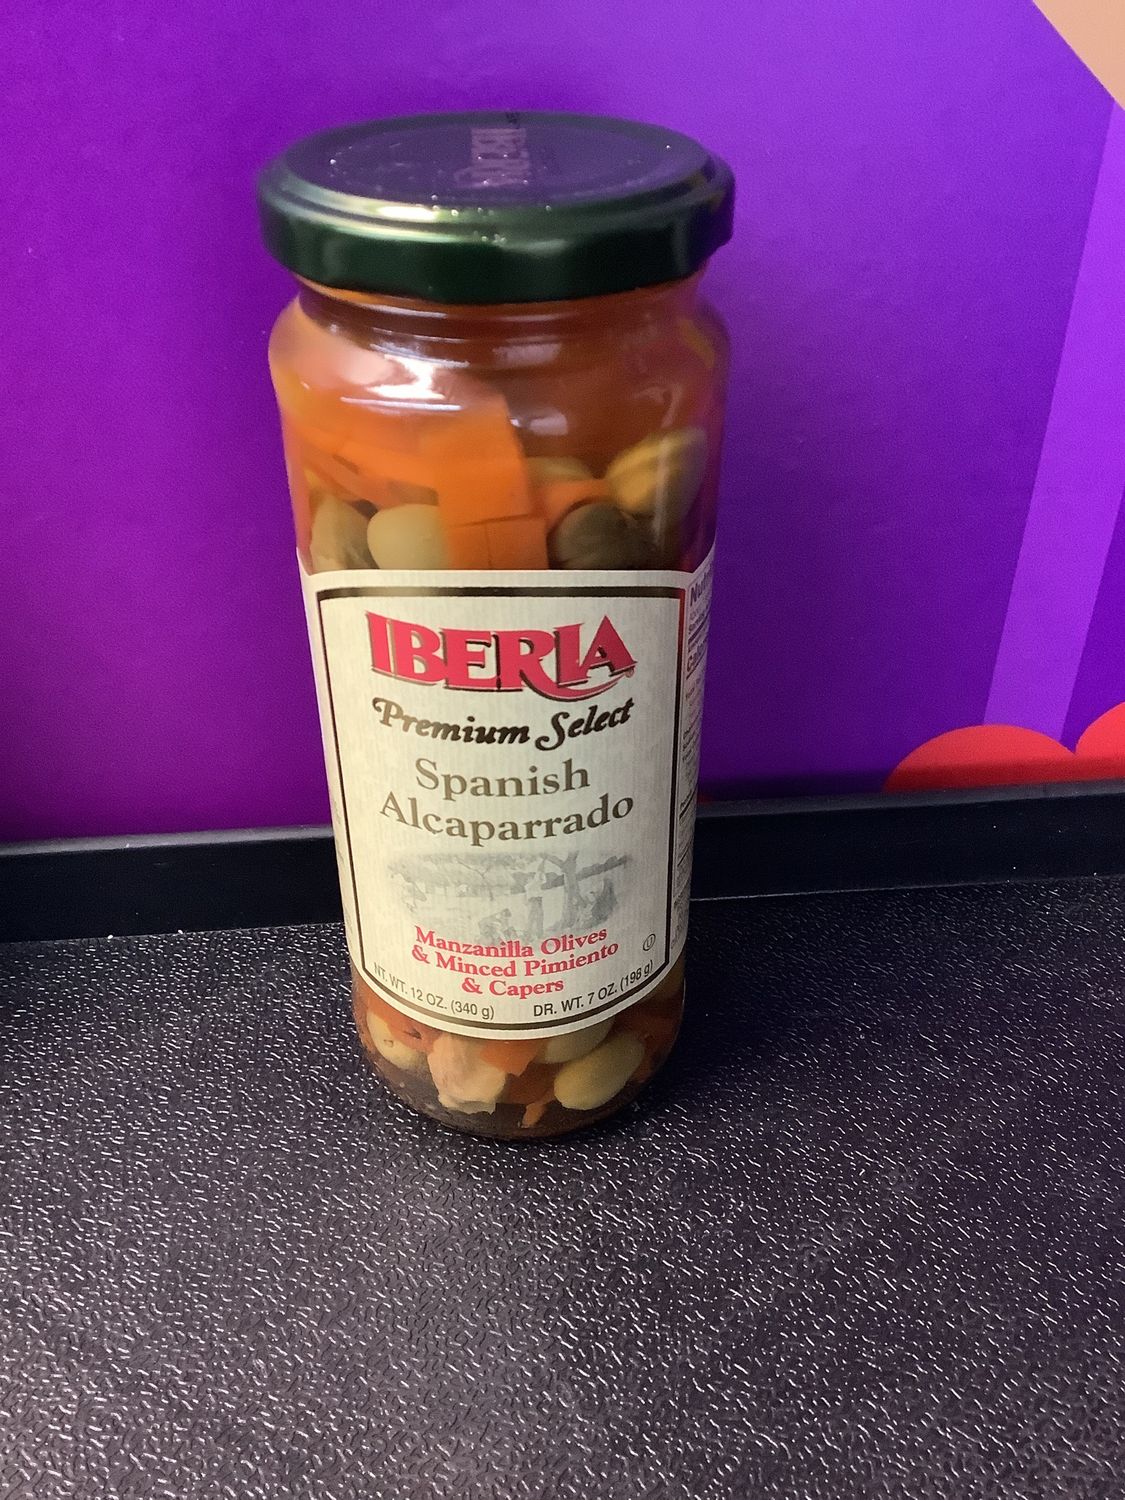 IBERIA
Premium Select
Spanish
Alcaparrado
Manzanilla Olives
& Minced Pimiento
& Capers
NT. WT. 12 OZ. (340 g) DR. WT. 7 OZ. (198 g)